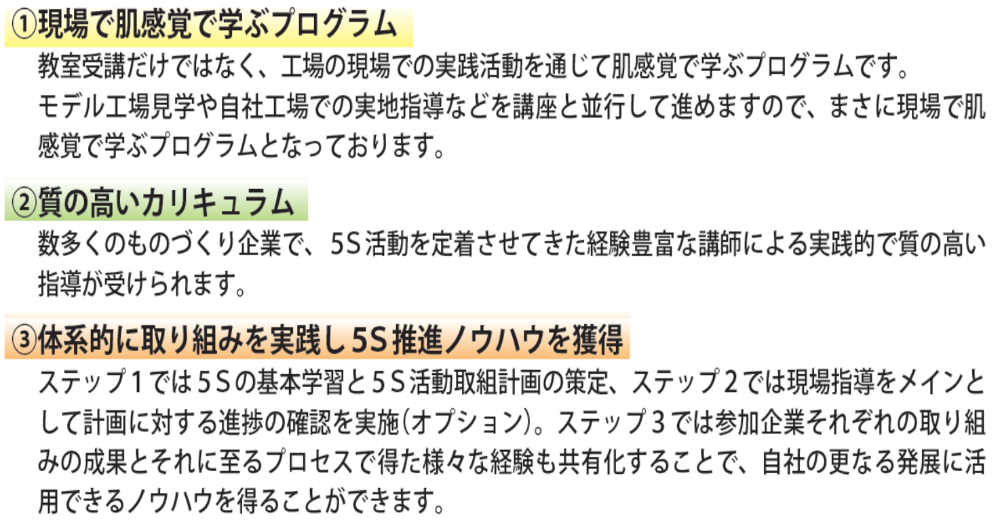 ①現場で肌感覚で学ぶプログラム
教室受講だけではなく、工場の現場での実践活動を通じて肌感覚で学ぶプログラムです。
モデル工場見学や自社工場での実地指導などを講座と並行して進めますので、まさに現場で肌
感覚で学ぶプログラムとなっております。
②質の高いカリキュラム
数多くのものづくり企業で、5S活動を定着させてきた経験豊富な講師による実践的で質の高い
指導が受けられます。
③体系的に取り組みを実践し5S推進ノウハウを獲得
ステップ1では5Sの基本学習と5S活動取組計画の策定、ステップ2では現場指導をメインと
して計画に対する進捗の確認を実施(オプション)。ステップ3では参加企業それぞれの取り組
みの成果とそれに至るプロセスで得た様々な経験も共有化することで、自社の更なる発展に活
用できるノウハウを得ることができます。